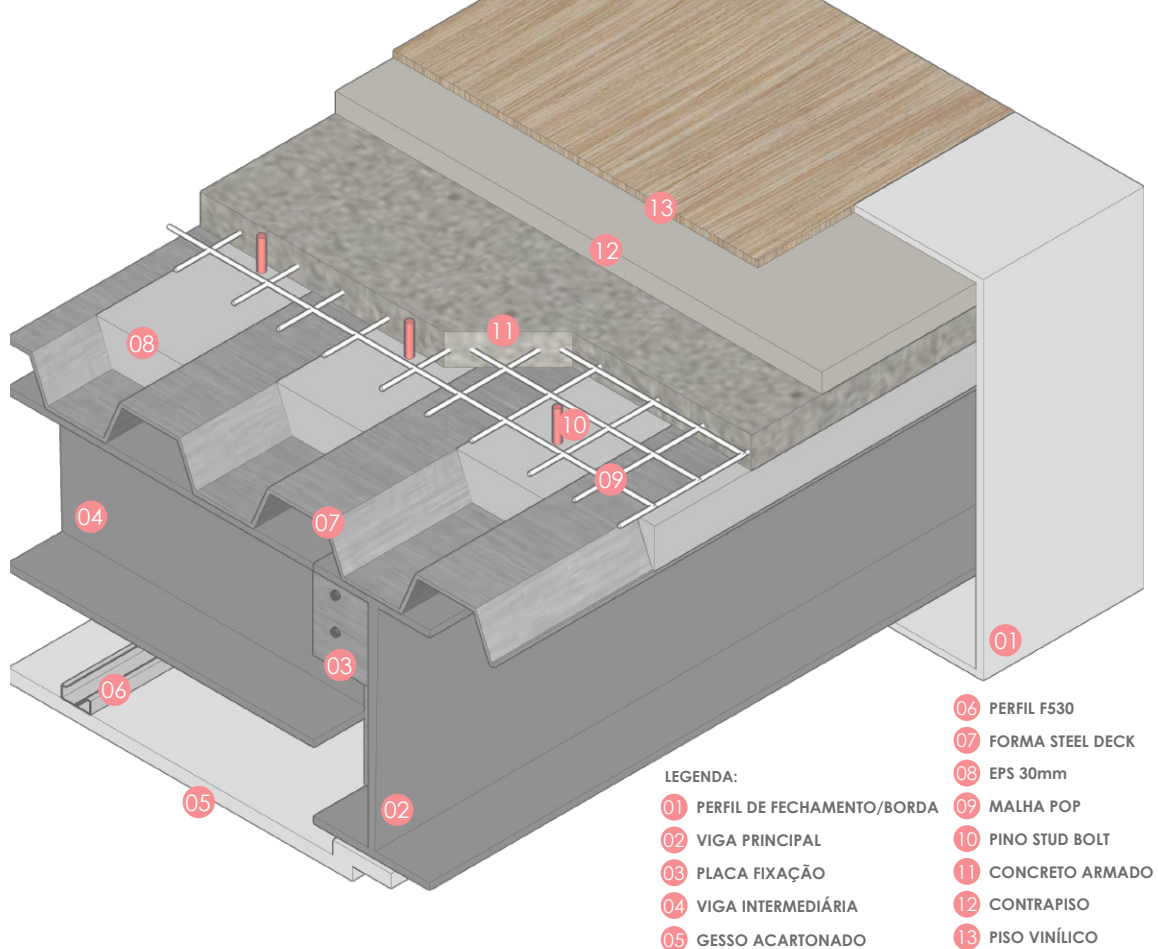 13
12
11
08
10
09
04
07
03
01
06
05
02
LEGENDA:
01 PERFIL DE FECHAMENTO/BORDA
02 VIGA PRINCIPAL
03 PLACA FIXAÇÃO
04 VIGA INTERMEDIÁRIA
05 GESSO ACARTONADO
06 PERFIL F530
07 FORMA STEEL DECK
08 EPS 30mm
09 MALHA POP
10 PINO STUD BOLT
11 CONCRETO ARMADO
12 CONTRAPISO
13 PISO VINÍLICO